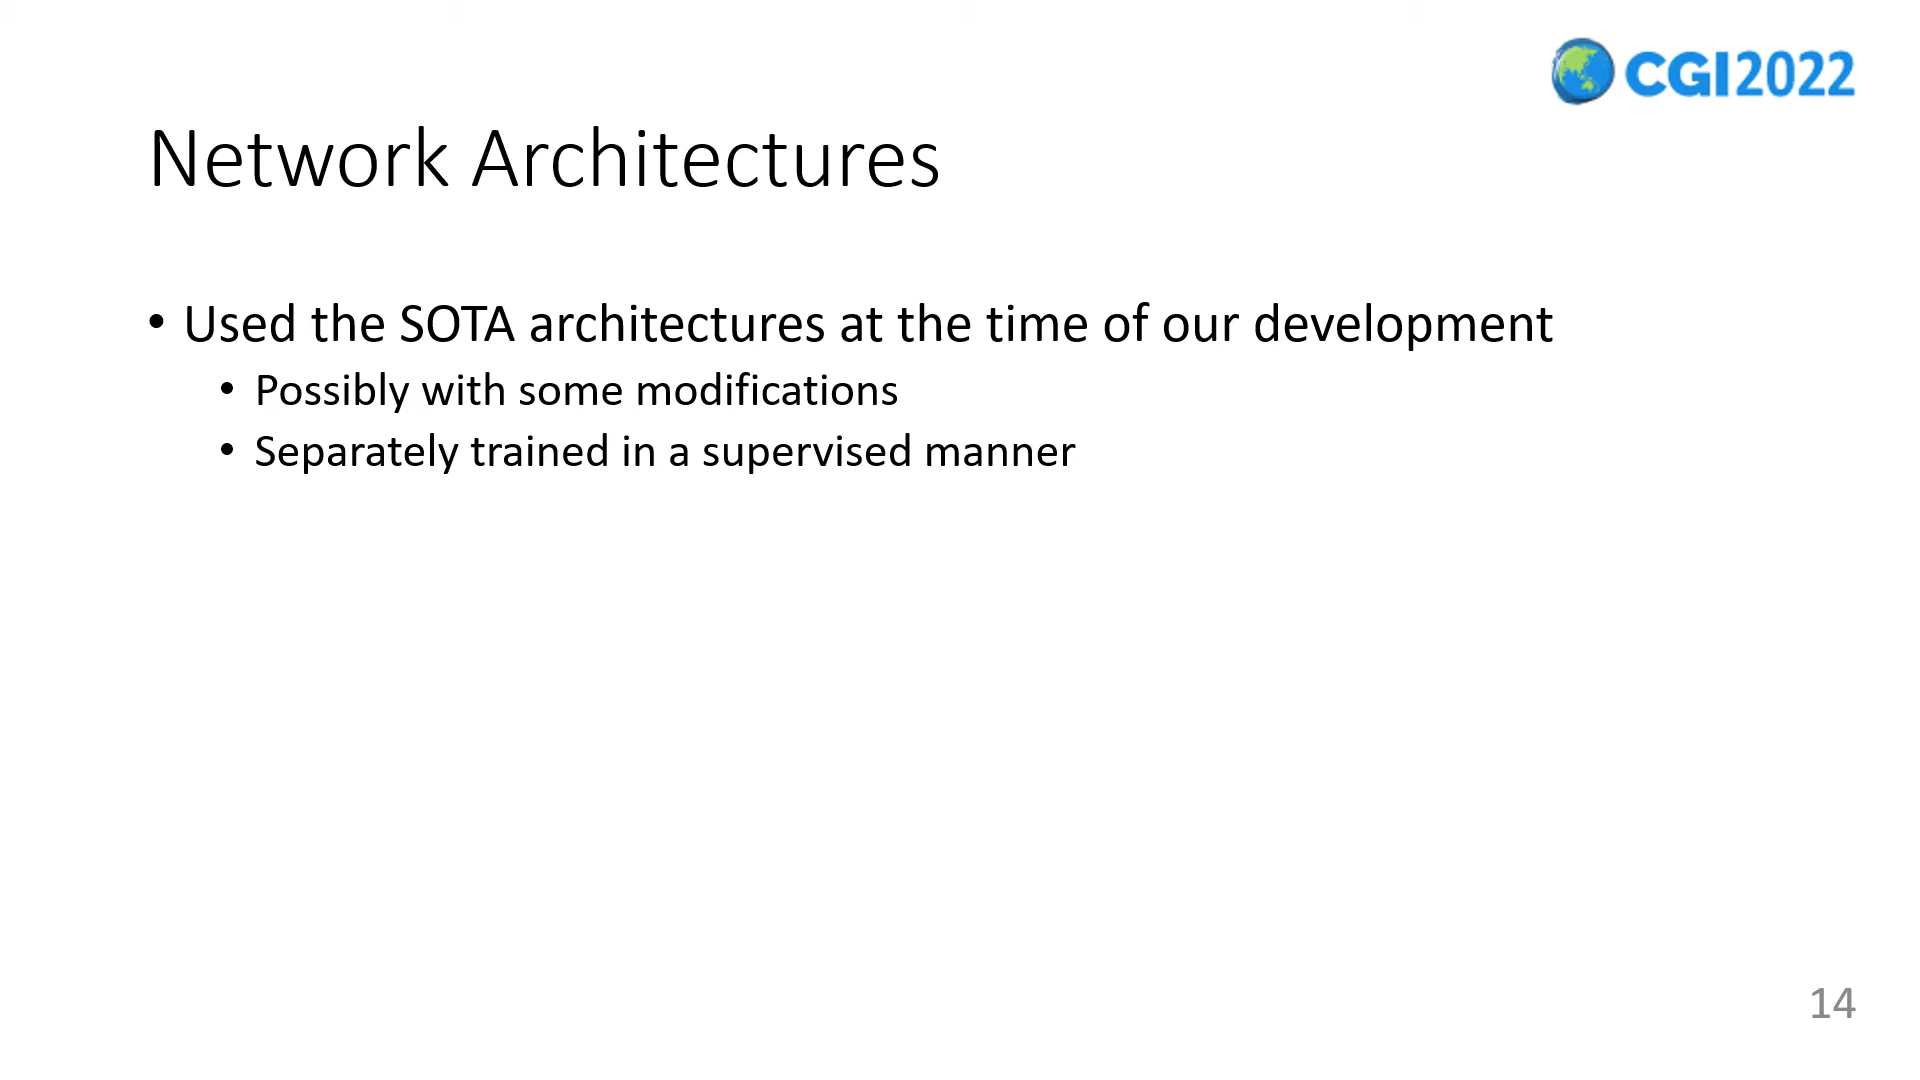 CGI2022
Network Architectures
• Used the SOTA architectures at the time of our development
• Possibly with some modifications
• Separately trained in a supervised manner
14